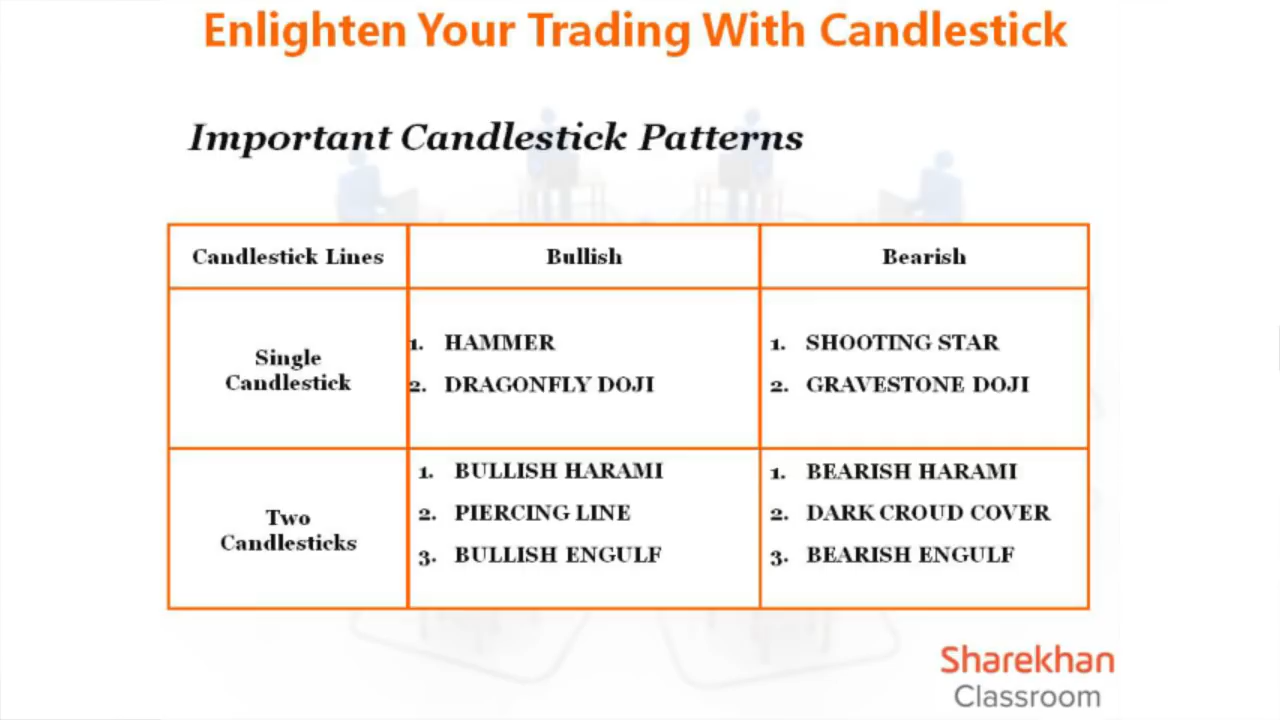 Enlighten Your Trading With Candlestick
Important Candlestick Patterns
Candlestick Lines
Bullish
Bearish
Single
Candlestick
1. HAMMER
2. DRAGONFLY DOJI
1. SHOOTING STAR
2. GRAVESTONE DOJI
Two
Candlesticks
1. BULLISH HARAMI
2. PIERCING LINE
3. BULLISH ENGULF
1. BEARISH HARAMI
2. DARK CROUD COVER
3. BEARISH ENGULF
Sharekhan
Classroom